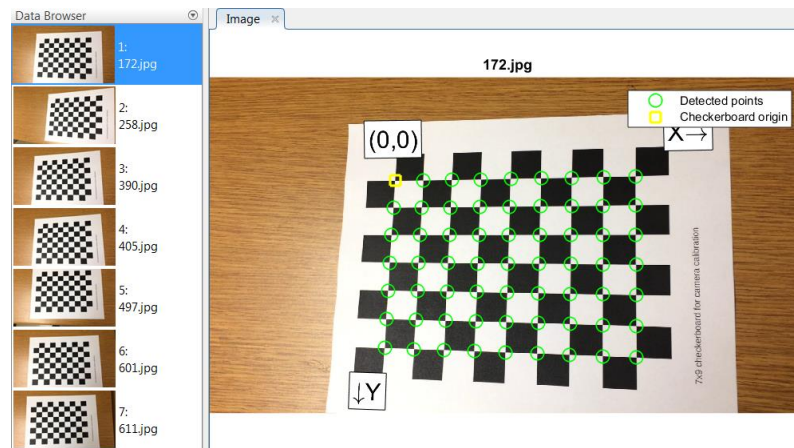 Data Browser
1:
172.jpg
2:
258.jpg
3:
390.jpg
4:
405.jpg
5:
497.jpg
6:
601.jpg
7:
611.jpg
Image
172.jpg
Detected points
Checkerboard origin
(0,0)
X→
↓Y
7x9 checkerboard for camera calibration